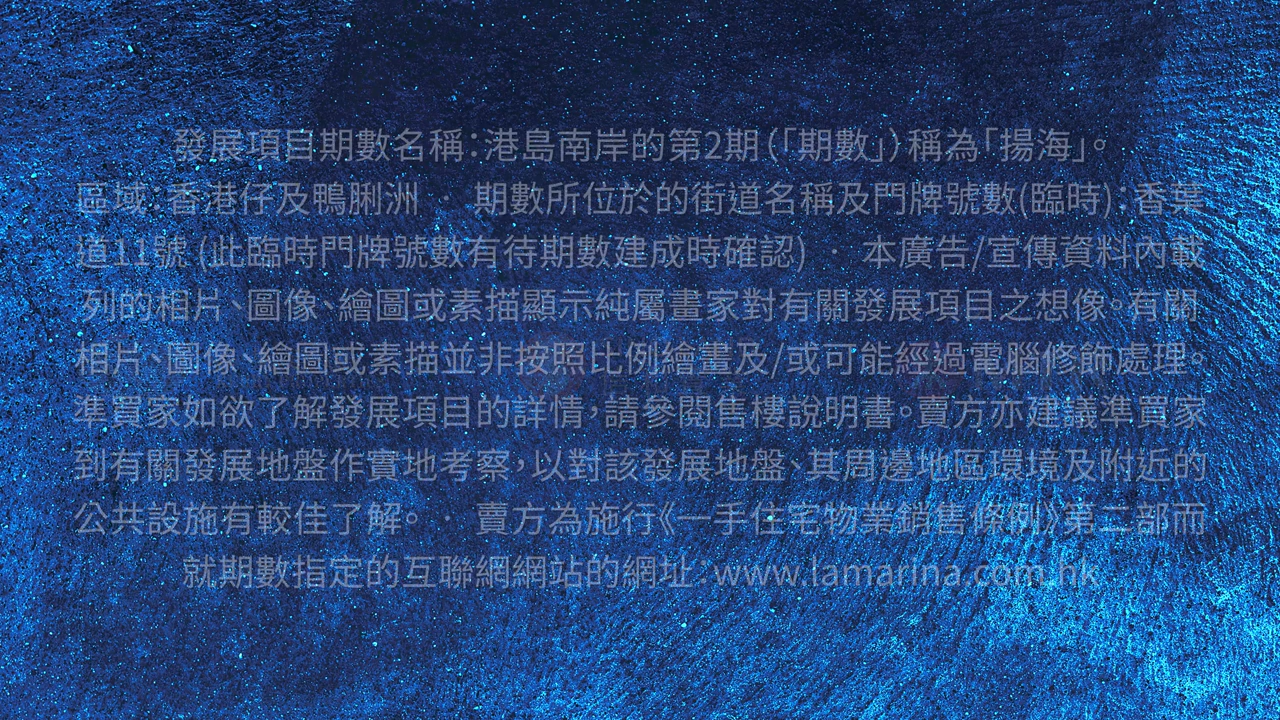 發展項目期數名稱：港島南岸的第2期（「期數」）稱為「揚海」。
區域：香港仔及鴨脷洲 · 期數所位於的街道名稱及門牌號數(臨時)：香葉
道11號 (此臨時門牌號數有待期數建成時確認) · 本廣告/宣傳資料內載
列的相片、圖像、繪圖或素描顯示純屬畫家對有關發展項目之想像。有關
相片、圖像、繪圖或素描並非按照比例繪畫及/或可能經過電腦修飾處理。
準買家如欲了解發展項目的詳情，請參閱售樓說明書。賣方亦建議準買家
到有關發展地盤作實地考察，以對該發展地盤、其周邊地區環境及附近的
公共設施有較佳了解。 · 賣方為施行《一手住宅物業銷售條例》第二部而
就期數指定的互聯網網站的網址：www.lamarina.com.hk